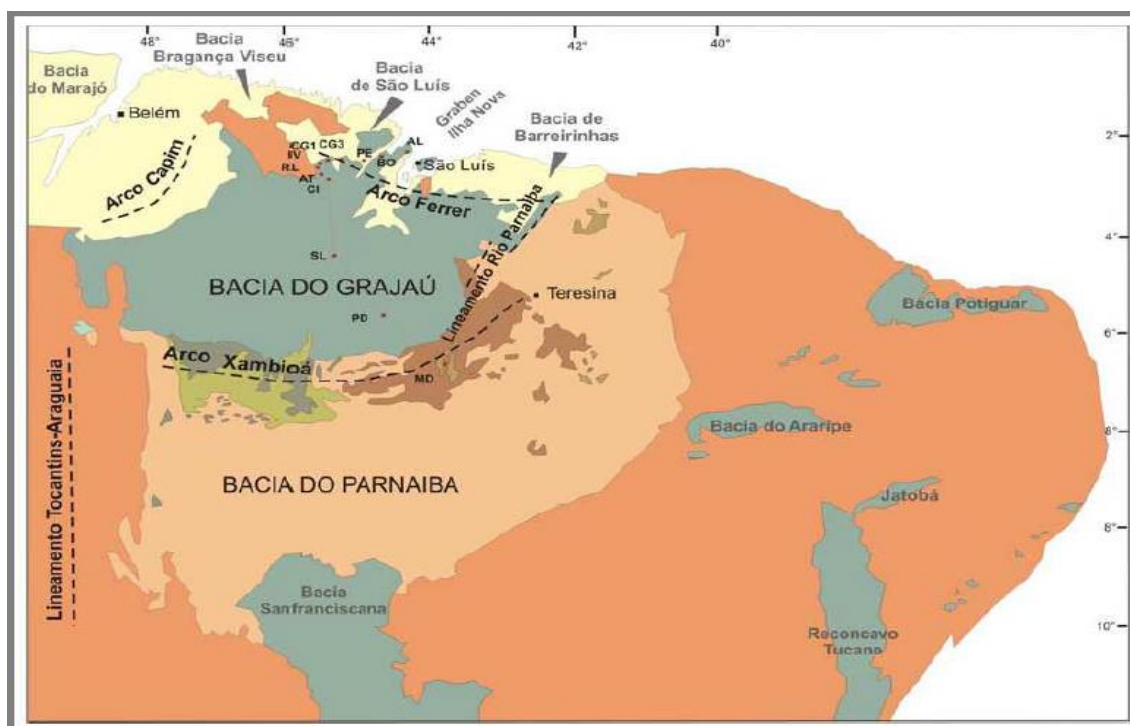 48°
46°
44°
42°
40°
Bacia
Bragança Viseu
Bacia
do Marajó
Bacia
de São Luís
Graben
Ilha Nova
Bacia de
Barreirinhas
Belém
2°
CG1
CG3
PE
AL
BO
São Luís
R.L
AT
CI
Arco Capim
Arco Ferrer
Lineamento Rio Parnaíba
4°
SL
BACIA DO GRAJAÚ
Teresina
Bacia Potiguar
PD
6°
Arco Xambioá
MD
Lineamento Tocantins-Araguaia
Bacia do Araripe
8°
BACIA DO PARNAIBA
Jatobá
8°
Bacia
Sanfranciscana
Reconcavo
Tucano
10°